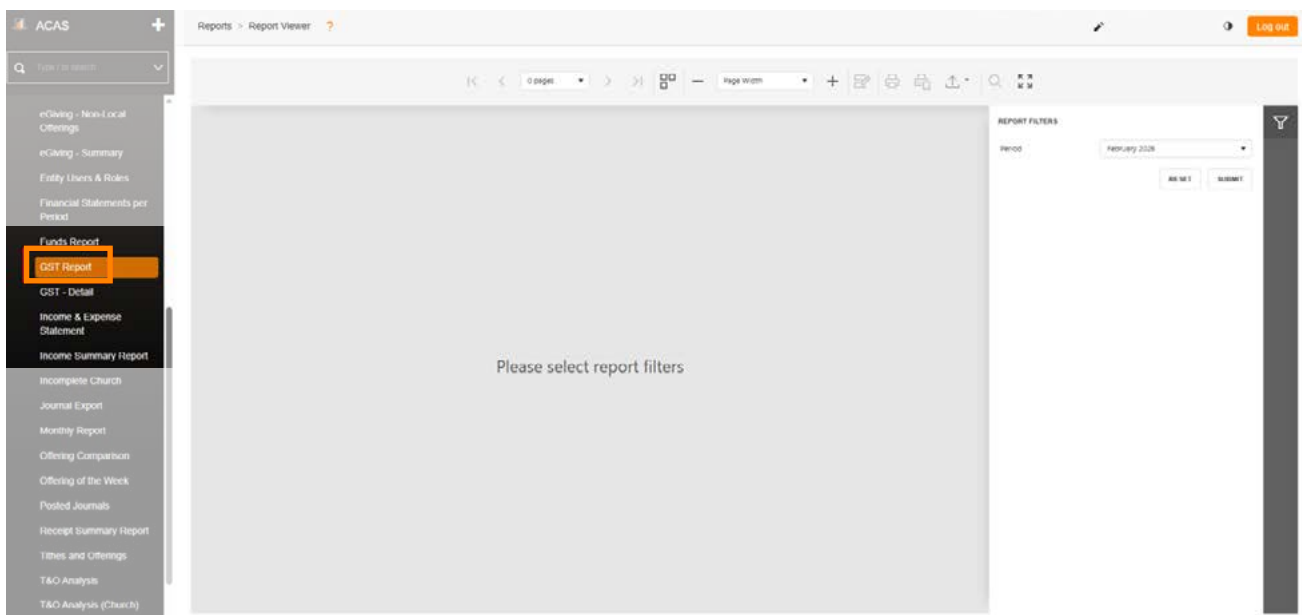 ACAS
Reports > Report Viewer ?
Log out
Type / to search
0 pages
Page Width
eGiving - Non-Local
Offerings
eGiving - Summary
Entity Users & Roles
Financial Statements per
Period
Funds Report
GST Report
GST - Detail
Income & Expense
Statement
Income Summary Report
Incomplete Church
Journal Export
Monthly Report
Offering Comparison
Offering of the Week
Posted Journals
Receipt Summary Report
Tithes and Offerings
T&O Analysis
T&O Analysis (Church)
Please select report filters
REPORT FILTERS
Period
February 2026
RESET
SUBMIT